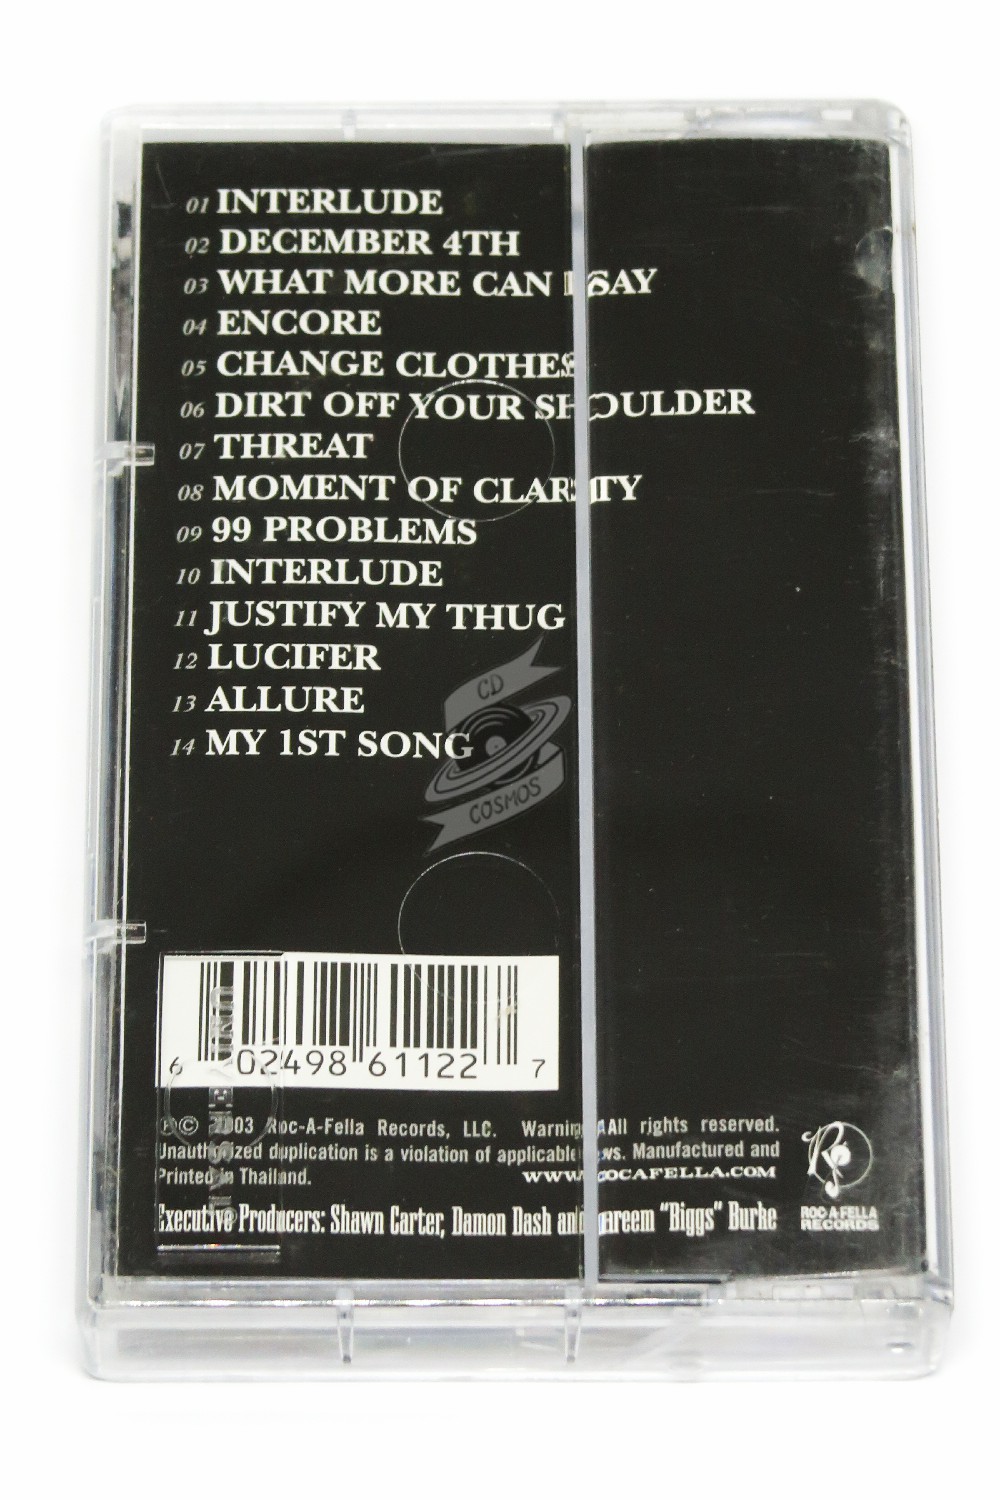 01 INTERLUDE
02 DECEMBER 4TH
03 WHAT MORE CAN I SAY
04 ENCORE
05 CHANGE CLOTHES
06 DIRT OFF YOUR SHOULDER
07 THREAT
08 MOMENT OF CLARITY
09 99 PROBLEMS
10 INTERLUDE
11 JUSTIFY MY THUG
12 LUCIFER
13 ALLURE
14 MY 1ST SONG
CD
COSMOS
6 02498 61122 7
UNIVERSAL
℗© 2003 Roc-A-Fella Records, LLC. Warning: All rights reserved.
Unauthorized duplication is a violation of applicable laws. Manufactured and
Printed in Thailand.
WWW.ROCAFELLA.COM
Executive Producers: Shawn Carter, Damon Dash and Kareem "Biggs" Burke
R
ROC-A-FELLA
RECORDS